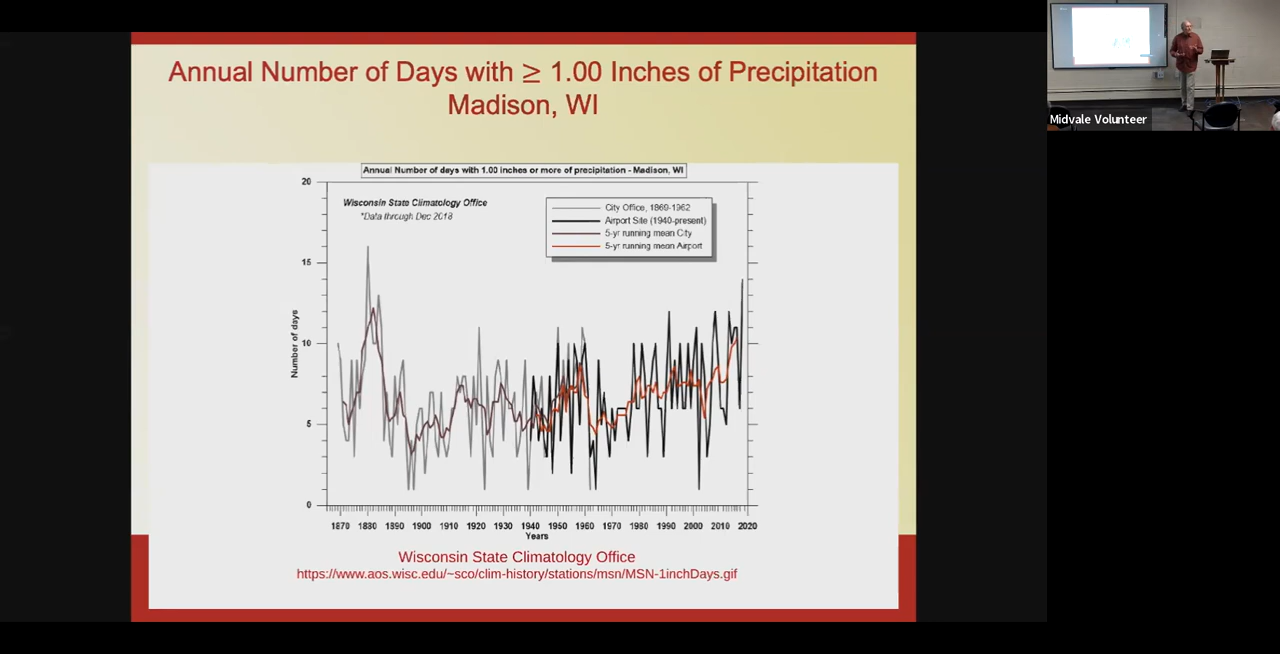 Annual Number of Days with ≥ 1.00 Inches of Precipitation
Madison, WI
Midvale Volunteer
Annual Number of days with 1.00 inches or more of precipitation - Madison, WI
Wisconsin State Climatology Office
*Data through Dec 2018
City Office, 1869-1962
Airport Site (1940-present)
5-yr running mean City
5-yr running mean Airport
Number of days
20
15
10
5
0
1870 1880 1890 1900 1910 1920 1930 1940 1950 1960 1970 1980 1990 2000 2010 2020
Years
Wisconsin State Climatology Office
https://www.aos.wisc.edu/~sco/clim-history/stations/msn/MSN-1inchDays.gif